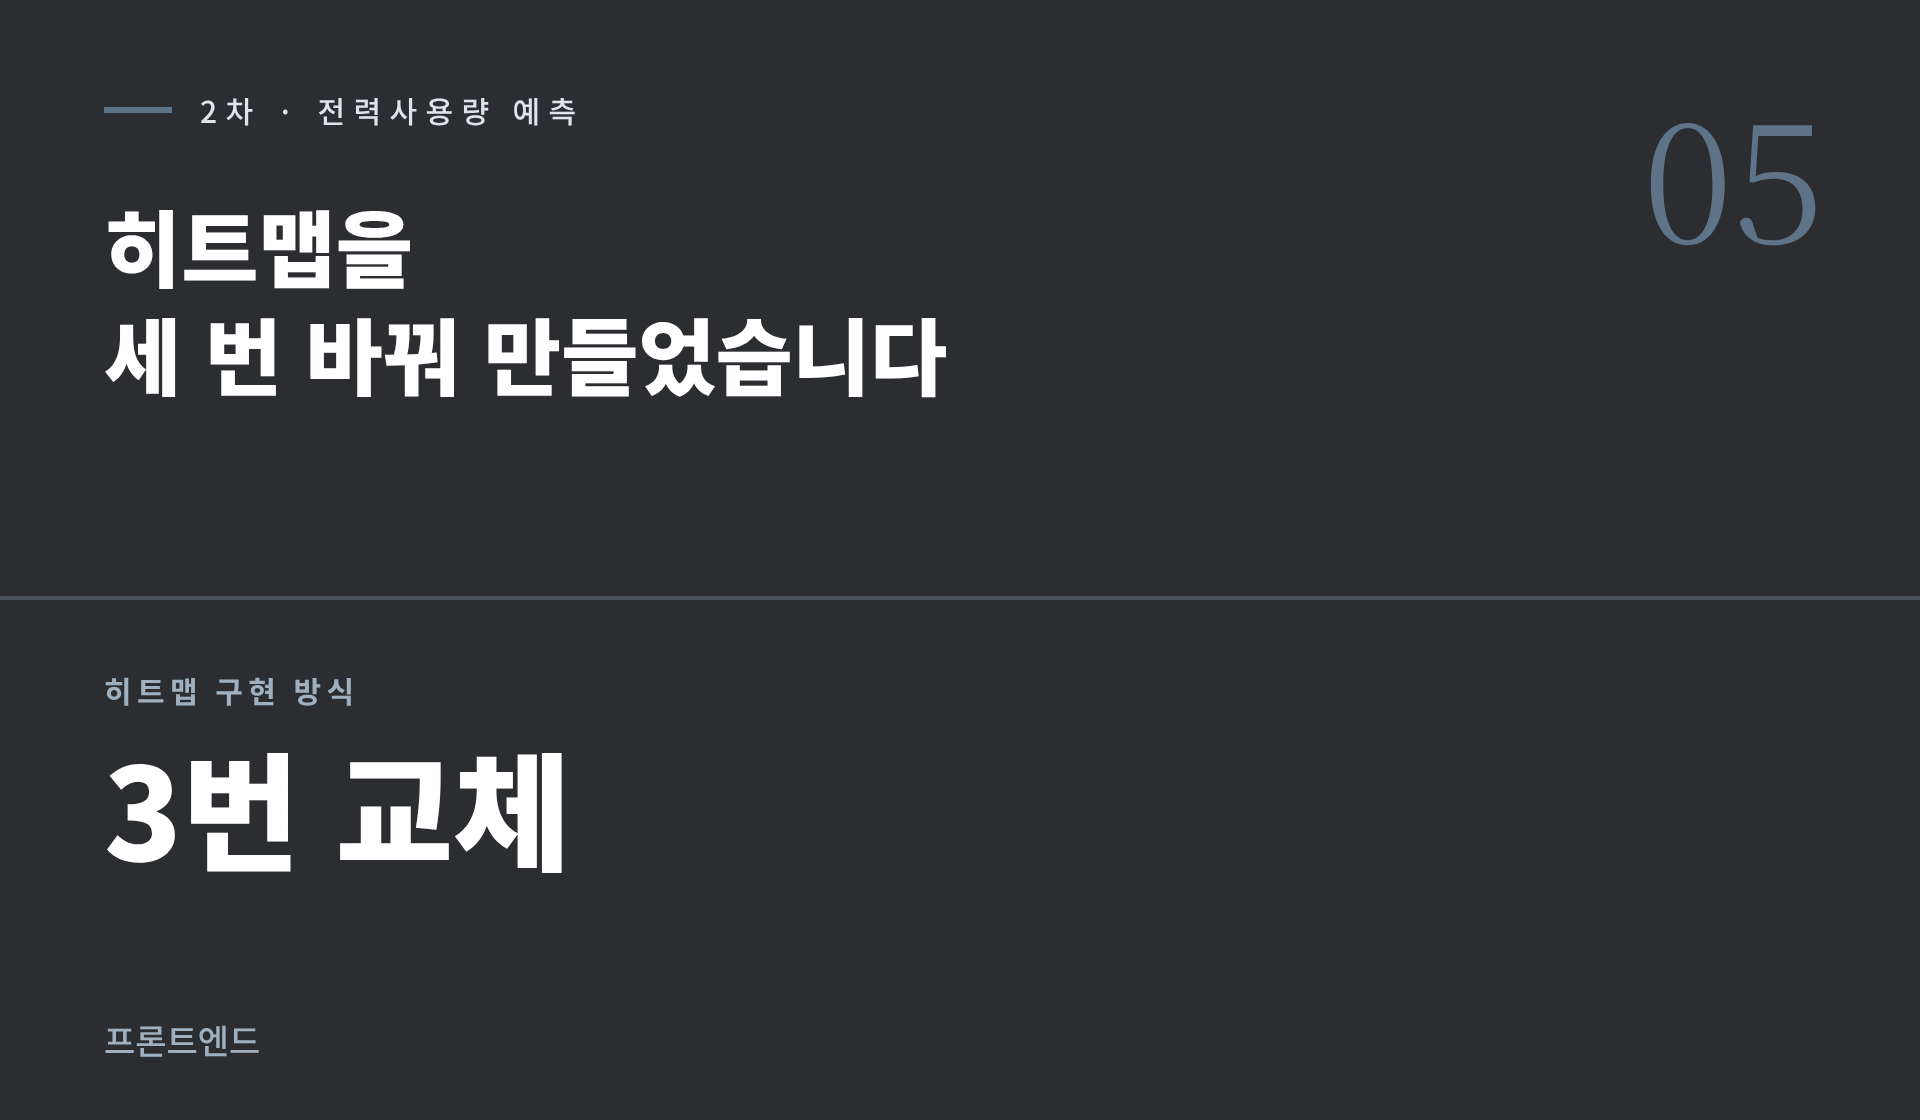 2차 · 전력사용량 예측
05
히트맵을
세 번 바꿔 만들었습니다
히트맵 구현 방식
3번 교체
프론트엔드